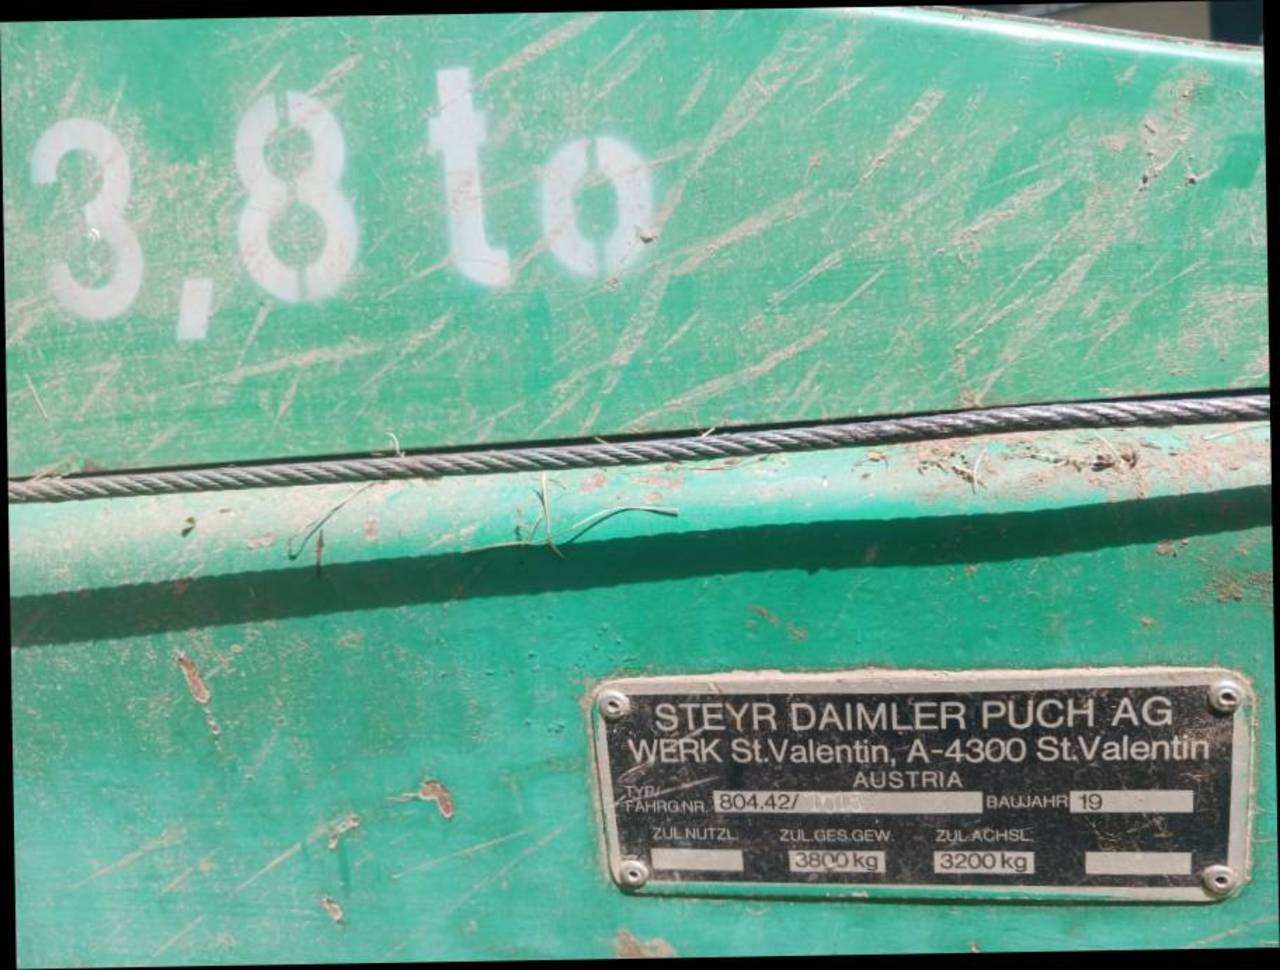 3,8 to
STEYR DAIMLER PUCH AG
WERK St.Valentin, A-4300 St.Valentin
AUSTRIA
TYP/
FAHRG.NR. 804.42/ BAUJAHR 19
ZUL.NUTZL. ZUL.GES.GEW. ZUL.ACHSL.
3800 kg 3200 kg